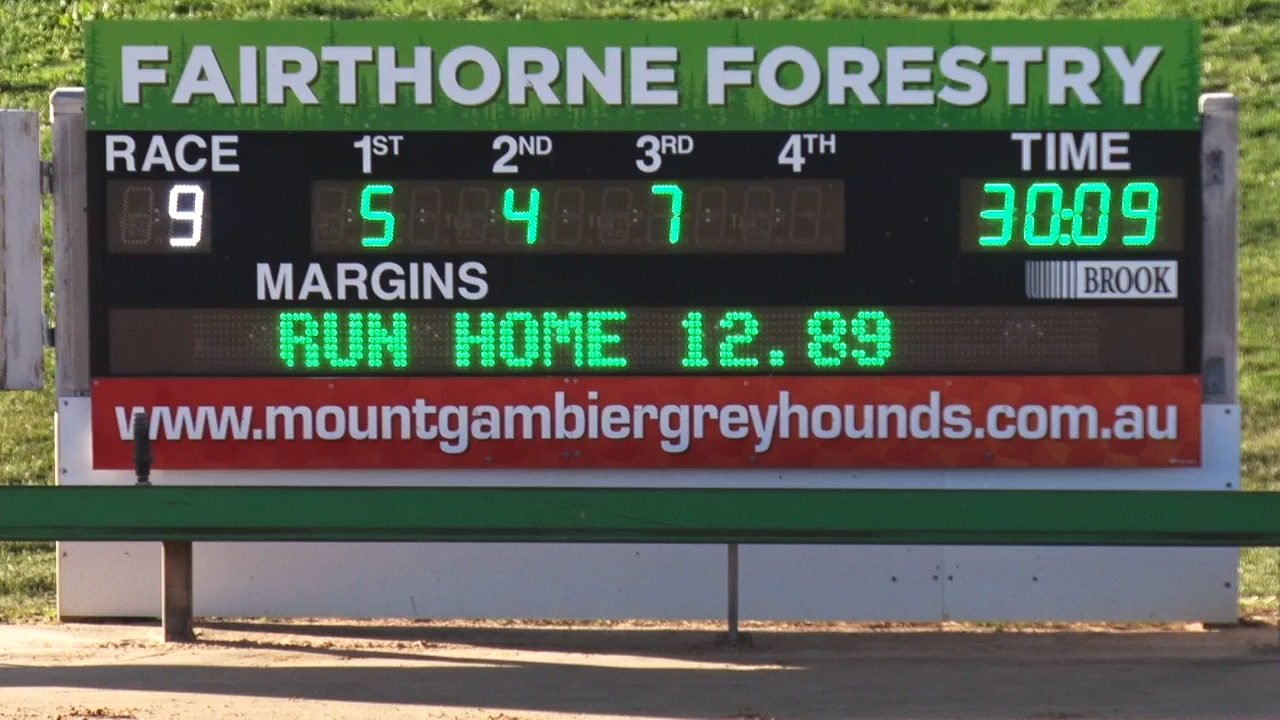 FAIRTHORNE FORESTRY
RACE 1ST 2ND 3RD 4TH TIME
9 5 4 7 30:09
MARGINS BROOK
RUN HOME 12.89
www.mountgambiergreyhounds.com.au